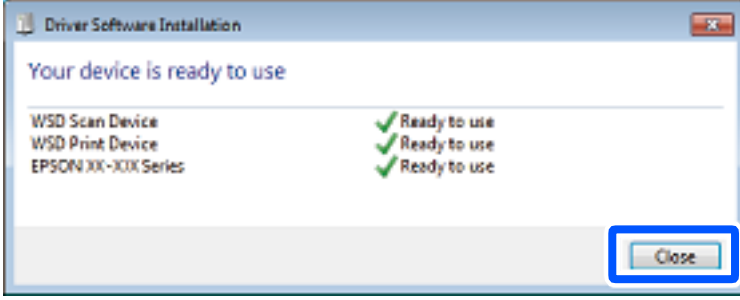 Driver Software Installation
Your device is ready to use
WSD Scan Device Ready to use
WSD Print Device Ready to use
EPSON XX-XXX Series Ready to use
Close